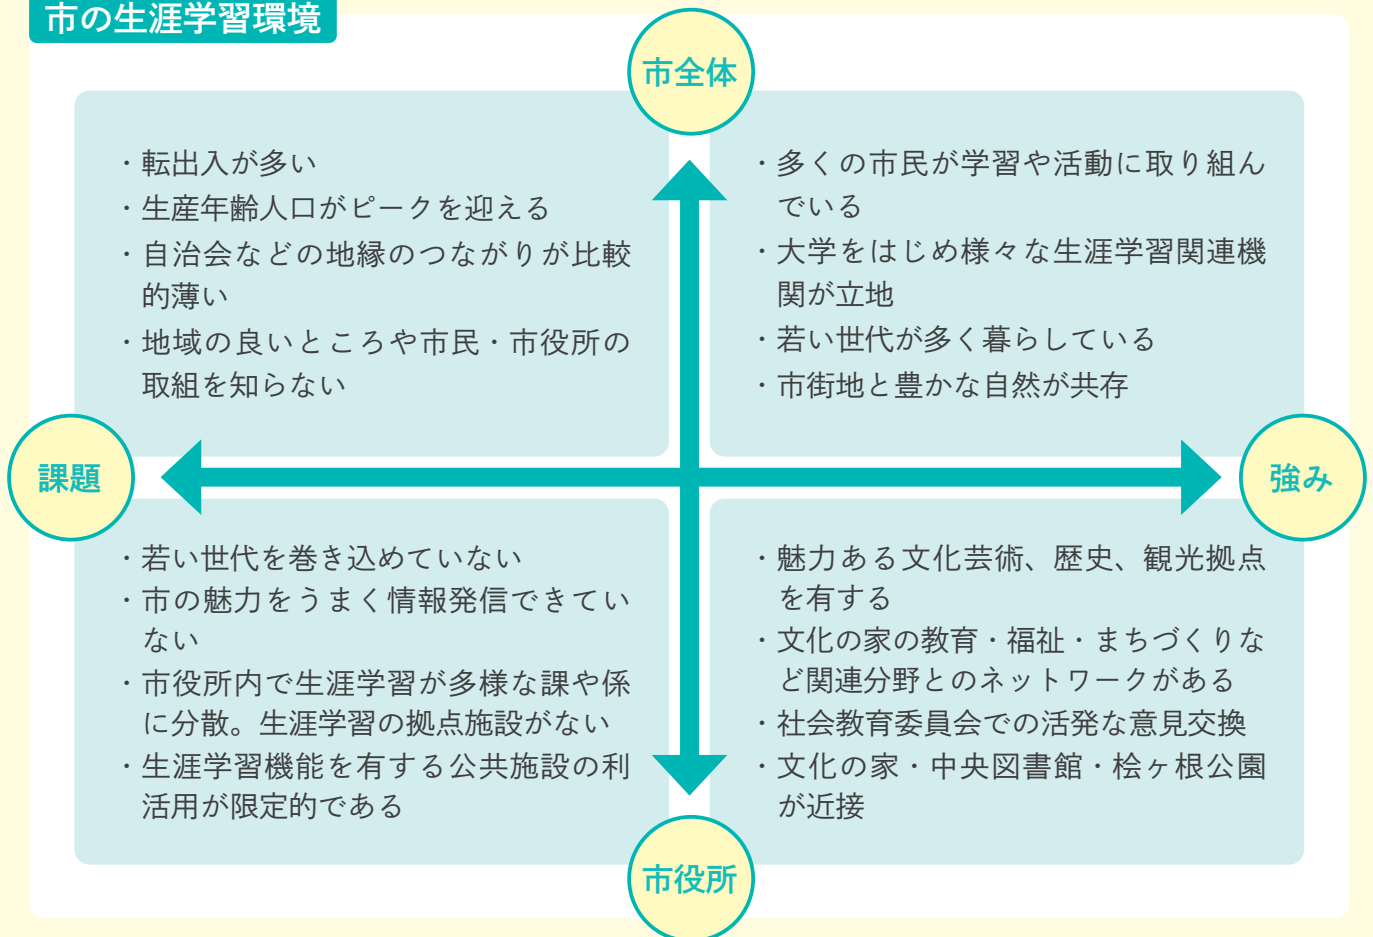 市の生涯学習環境
市全体
・転出入が多い
・生産年齢人口がピークを迎える
・自治会などの地縁のつながりが比較
的薄い
・地域の良いところや市民・市役所の
取組を知らない
・多くの市民が学習や活動に取り組ん
でいる
・大学をはじめ様々な生涯学習関連機
関が立地
・若い世代が多く暮らしている
・市街地と豊かな自然が共存
課題
強み
・若い世代を巻き込めていない
・市の魅力をうまく情報発信できてい
ない
・市役所内で生涯学習が多様な課や係
に分散。生涯学習の拠点施設がない
・生涯学習機能を有する公共施設の利
活用が限定的である
・魅力ある文化芸術、歴史、観光拠点
を有する
・文化の家の教育・福祉・まちづくりな
ど関連分野とのネットワークがある
・社会教育委員会での活発な意見交換
・文化の家・中央図書館・桧ヶ根公園
が近接
市役所